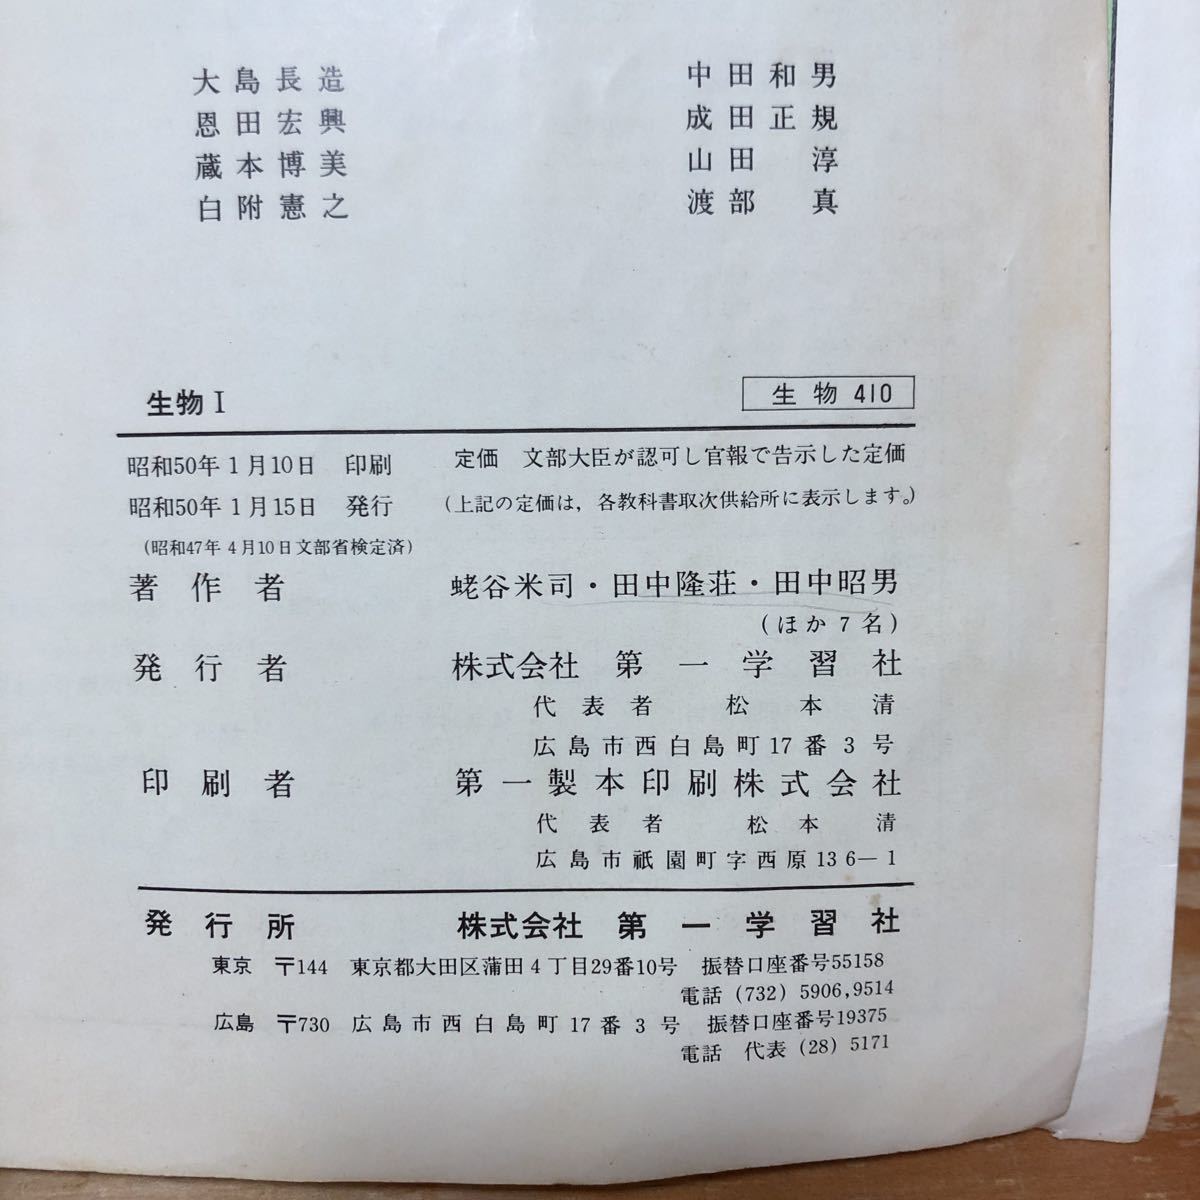 大島長造
恩田宏興
蔵本博美
白附憲之
中田和男
成田正規
山田 淳
渡部 真
生物Ⅰ
生物 410
昭和50年1月10日 印刷
昭和50年1月15日 発行
(昭和47年4月10日文部省検定済)
定価 文部大臣が認可し官報で告示した定価
(上記の定価は，各教科書取次供給所に表示します。)
著作者 蛯谷米司・田中隆荘・田中昭男
(ほか7名)
発行者 株式会社 第一学習社
代表者 松本 清
広島市西白島町17番3号
印刷者 第一製本印刷株式会社
代表者 松本 清
広島市祇園町字西原136―1
発行所 株式会社 第一学習社
東京 〒144 東京都大田区蒲田4丁目29番10号 振替口座番号55158
電話 (732) 5906,9514
広島 〒730 広島市西白島町17番3号 振替口座番号19375
電話 代表 (28) 5171